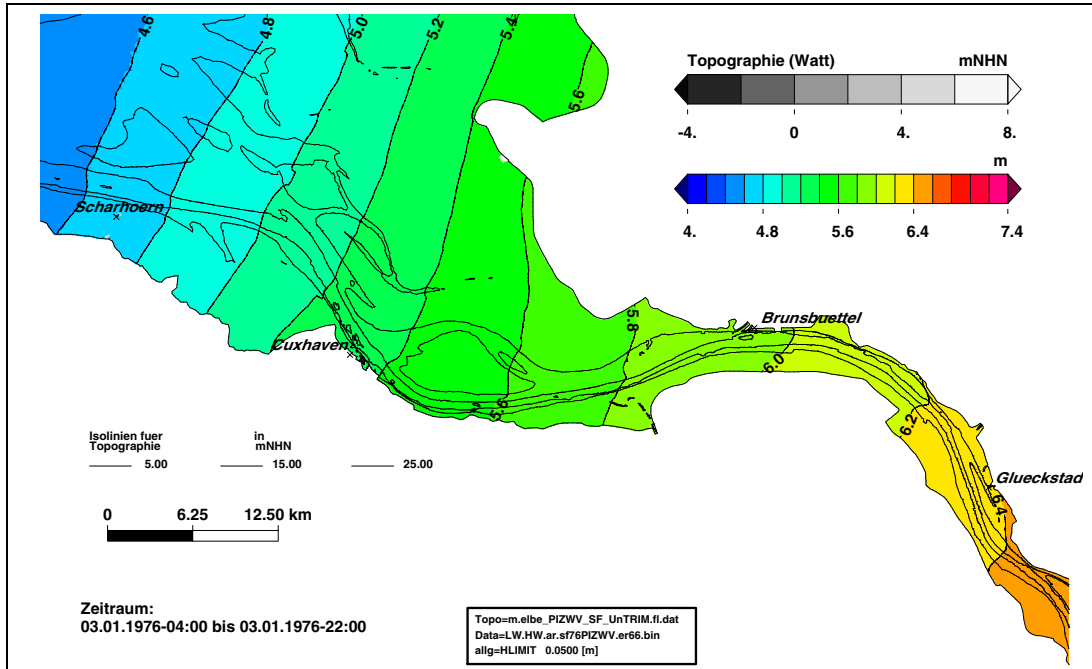 4.6
4.8
5.0
5.2
5.4
5.6
Topographie (Watt) mNHN
-4. 0 4. 8.
m
4. 4.8 5.6 6.4 7.4
Scharhoern
Cuxhaven
5.6
5.8
Brunsbuettel
6.0
6.2
Glueckstad
6.4
Isolinien fuer in
Topographie mNHN
5.00 15.00 25.00
0 6.25 12.50 km
Zeitraum:
03.01.1976-04:00 bis 03.01.1976-22:00
Topo=m.elbe_PIZWV_SF_UnTRIM.fl.dat
Data=LW.HW.ar.sf76PIZWV.er66.bin
allg=HLIMIT 0.0500 [m]